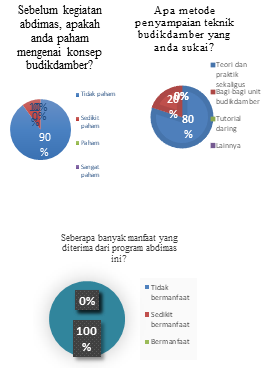 Sebelum kegiatan
abdimas, apakah
anda paham
mengenai konsep
budikdamber?
Tidak paham
Sedikit
paham
Paham
Sangat
paham
0%
90
%
Apa metode
penyampaian teknik
budikdamber yang
anda sukai?
Teori dan
praktik
sekaligus
Bagi bagi unit
budikdamber
Tutorial
daring
Lainnya
20
%
0%
80
%
Seberapa banyak manfaat yang
diterima dari program abdimas
ini?
Tidak
bermanfaat
Sedikit
bermanfaat
Bermanfaat
0%
100
%